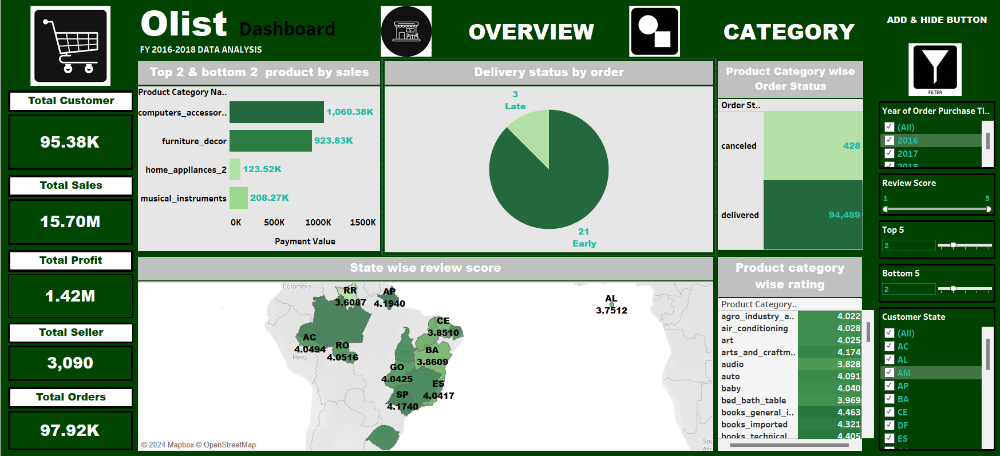 Olist Dashboard
FY 2016-2018 DATA ANALYSIS
OVERVIEW
CATEGORY
ADD & HIDE BUTTON
FILTER
Total Customer
95.38K
Total Sales
15.70M
Total Profit
1.42M
Total Seller
3,090
Total Orders
97.92K
Top 2 & bottom 2 product by sales
Product Category Na..
computers_accessor.. 1,060.38K
furniture_decor 923.83K
home_appliances_2 123.52K
musical_instruments 208.27K
0K 500K 1000K 1500K
Payment Value
Delivery status by order
3
Late
21
Early
Product Category wise
Order Status
Order St..
canceled 428
delivered 94,489
State wise review score
Colombia
RR
3.6087
AP
4.1940
AL
3.7512
CE
3.8510
AC
4.0494
RO
4.0516
Peru
Brazil
BA
3.8609
GO
4.0425
ES
4.0417
SP
4.1740
© 2024 Mapbox © OpenStreetMap
Product category
wise rating
Product Category..
agro_industry_a.. 4.022
air_conditioning 4.028
art 4.025
arts_and_craftm.. 4.174
audio 3.828
auto 4.091
baby 4.040
bed_bath_table 3.969
books_general_i.. 4.463
books_imported 4.321
books_technical 4.405
Year of Order Purchase Ti..
(All)
2016
2017
2018
Review Score
1 5
Top 5
2
Bottom 5
2
Customer State
(All)
AC
AL
AM
AP
BA
CE
DF
ES